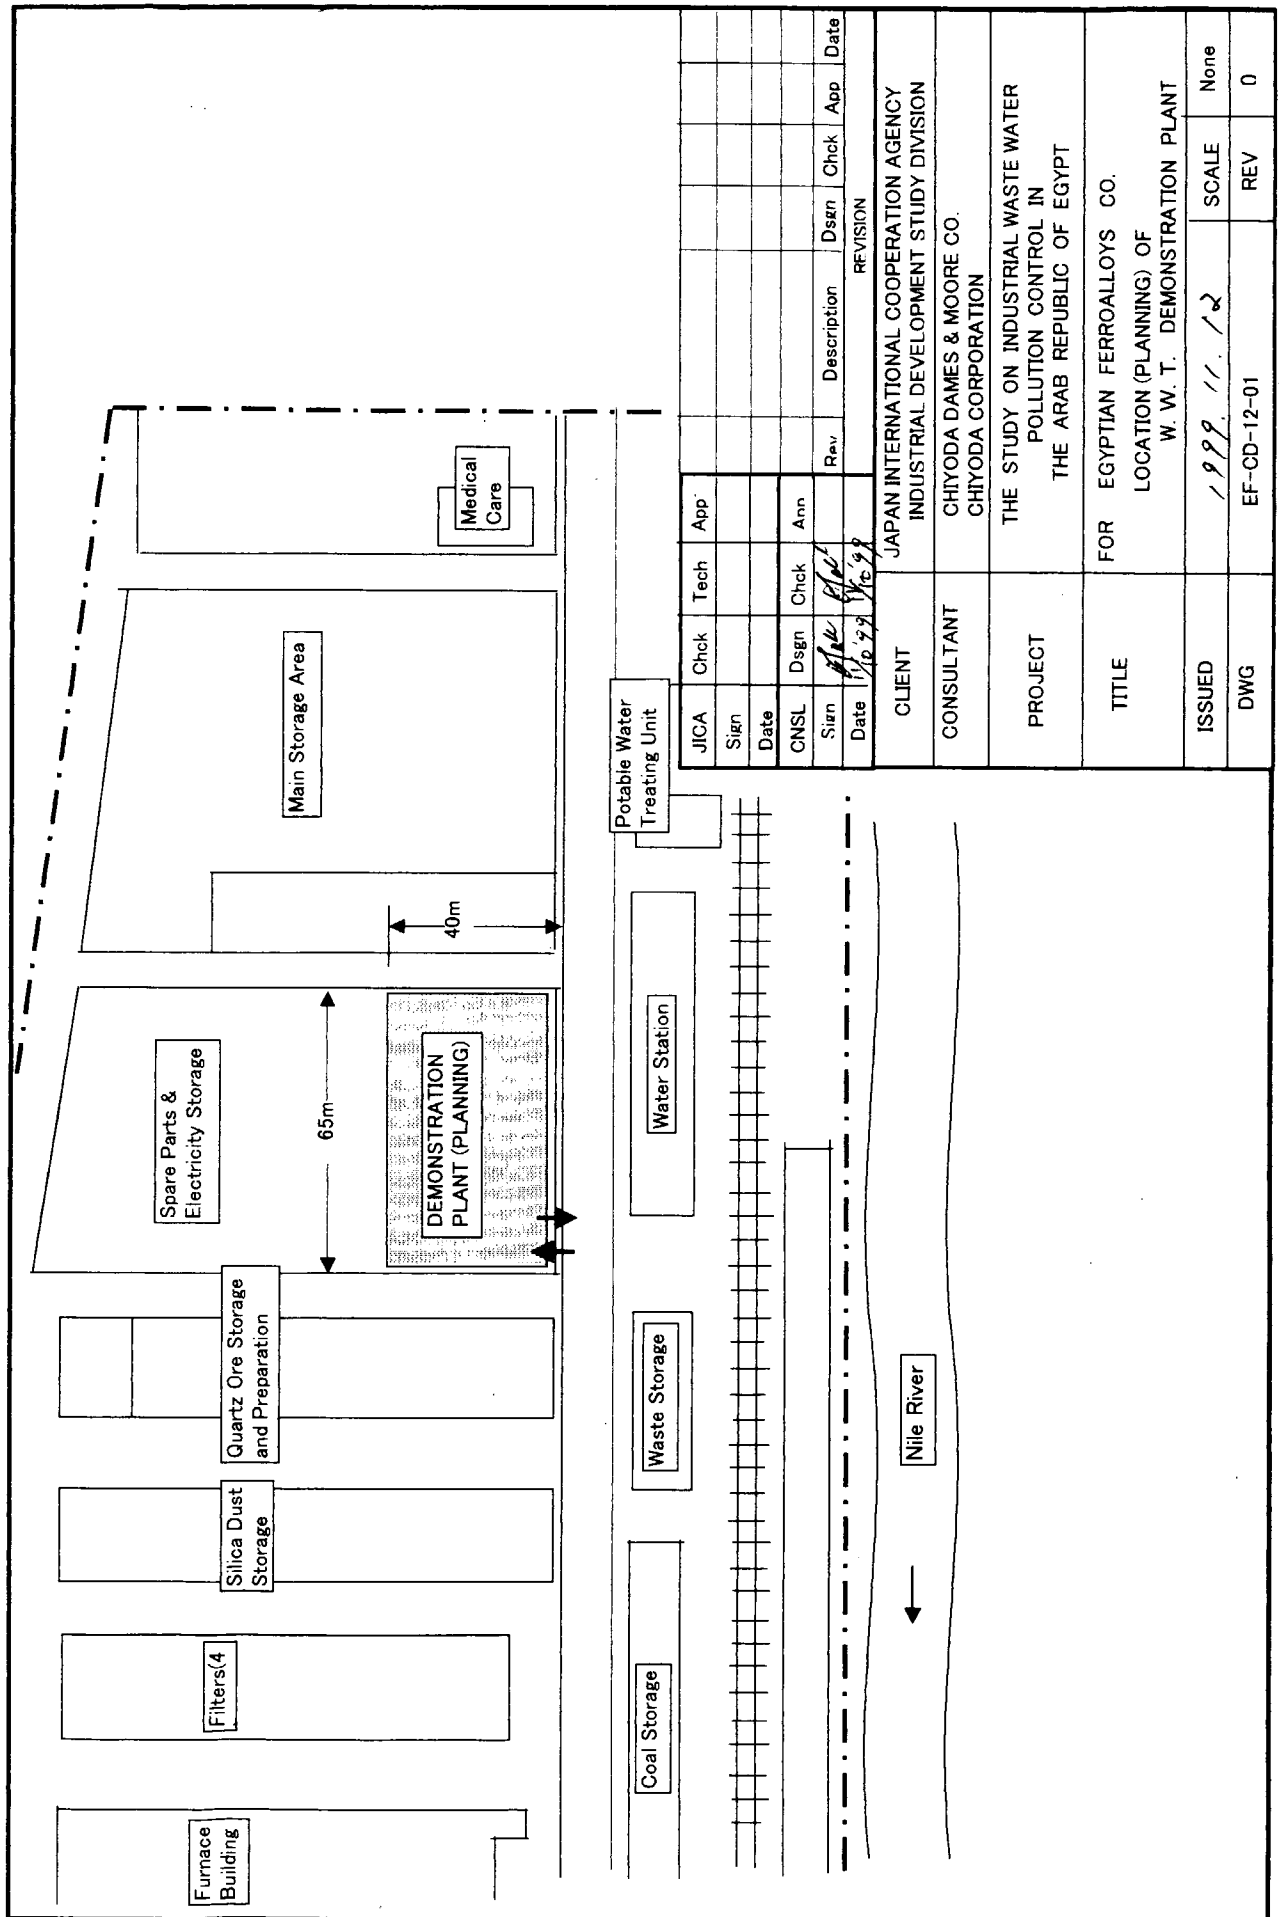 Furnace
Building
Filters(4
Silica Dust
Storage
Quartz Ore Storage
and Preparation
Spare Parts &
Electricity Storage
65m
DEMONSTRATION
PLANT (PLANNING)
40m
Main Storage Area
Medical
Care
Coal Storage
Waste Storage
Water Station
Potable Water
Treating Unit
Nile River
JICA Chck Tech App
Sign
Date
CNSL Dsgn Chck
Sign
Date
Rev Description Dsgn Chck App Date
REVISION
CLIENT
JAPAN INTERNATIONAL COOPERATION AGENCY
INDUSTRIAL DEVELOPMENT STUDY DIVISION
CONSULTANT
CHIYODA DAMES & MOORE CO.
CHIYODA CORPORATION
PROJECT
THE STUDY ON INDUSTRIAL WASTE WATER
POLLUTION CONTROL IN
THE ARAB REPUBLIC OF EGYPT
TITLE
FOR EGYPTIAN FERROALLOYS CO.
LOCATION (PLANNING) OF
W. W. T. DEMONSTRATION PLANT
ISSUED 1999. 11. 12 SCALE None
DWG EF-CD-12-01 REV 0